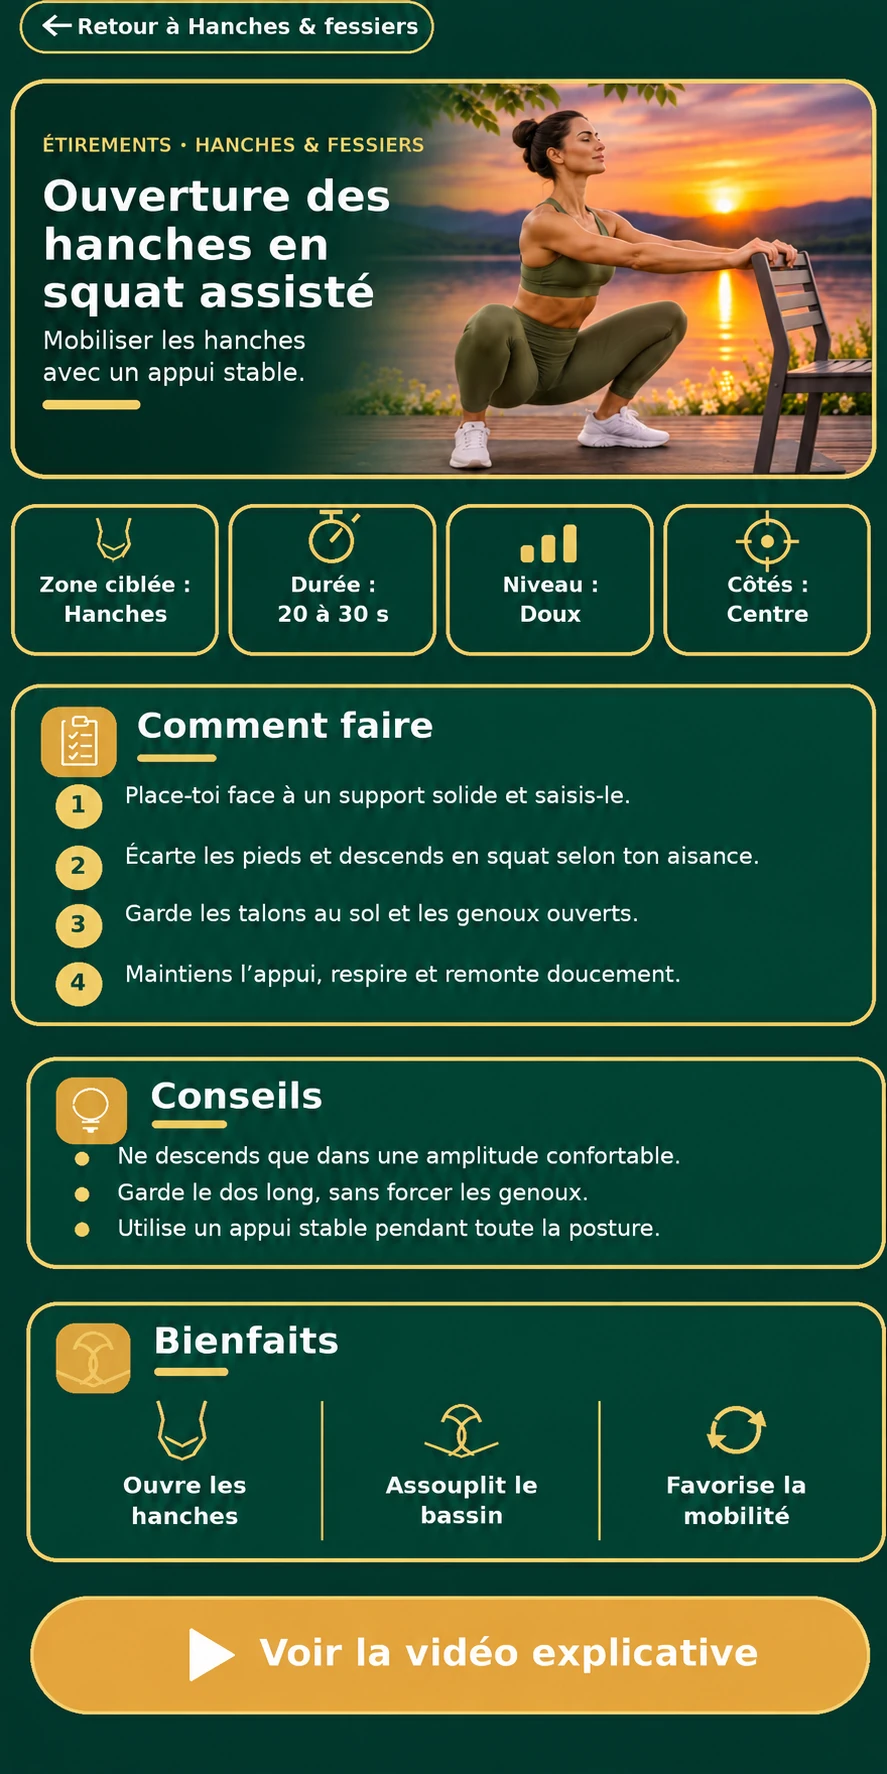 Retour à Hanches & fessiers
ÉTIREMENTS • HANCHES & FESSIERS
Ouverture des
hanches en
squat assisté
Mobiliser les hanches
avec un appui stable.
Zone ciblée :
Hanches
Durée :
20 à 30 s
Niveau :
Doux
Côtés :
Centre
Comment faire
1 Place-toi face à un support solide et saisis-le.
2 Écarte les pieds et descends en squat selon ton aisance.
3 Garde les talons au sol et les genoux ouverts.
4 Maintiens l’appui, respire et remonte doucement.
Conseils
Ne descends que dans une amplitude confortable.
Garde le dos long, sans forcer les genoux.
Utilise un appui stable pendant toute la posture.
Bienfaits
Ouvre les
hanches
Assouplit le
bassin
Favorise la
mobilité
Voir la vidéo explicative